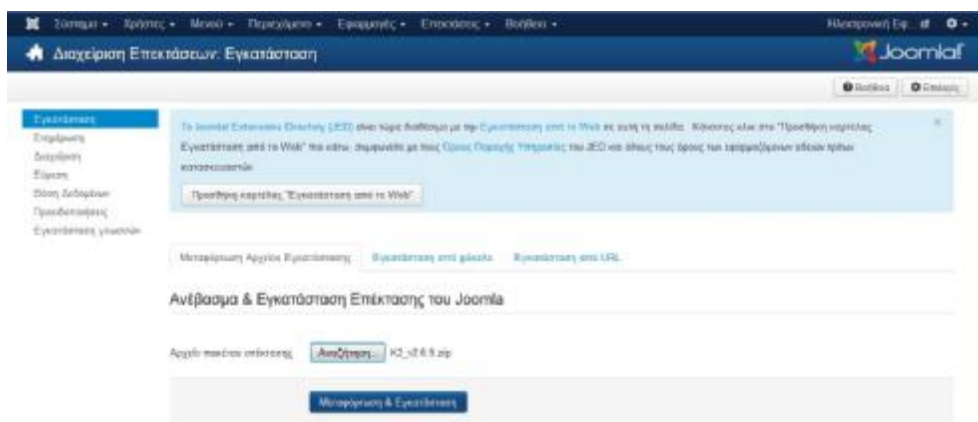 Σύστημα Χρήστες Μενού Περιεχόμενο Εφαρμογές Επεκτάσεις Βοήθεια Ηλεκτρονική Εφ.
Διαχείριση Επεκτάσεων: Εγκατάσταση Joomla!
Βοήθεια Επιλογές
Εγκατάσταση
Ενημέρωση
Διαχείριση
Εύρεση
Βάση Δεδομένων
Προειδοποιήσεις
Εγκατάσταση γλωσσών
Το Joomla! Extensions Directory (JED) είναι τώρα διαθέσιμο με την Εγκατάσταση από το Web σε αυτή τη σελίδα. Κάνοντας κλικ στο "Προσθήκη καρτέλας
Εγκατάσταση από το Web" πιο κάτω, συμφωνείτε με τους Όρους Παροχής Υπηρεσίας του JED και όπως τους όρους των εφαρμοζόμενων αδειών τρίτων
κατασκευαστών
Προσθήκη καρτέλας "Εγκατάσταση από το Web"
Μεταφόρτωση Αρχείου Εγκατάστασης Εγκατάσταση από φάκελο Εγκατάσταση από URL
Ανέβασμα & Εγκατάσταση Επέκτασης του Joomla
Αρχείο πακέτου επέκτασης Αναζήτηση... K2_v2.6.9.zip
Μεταφόρτωση & Εγκατάσταση